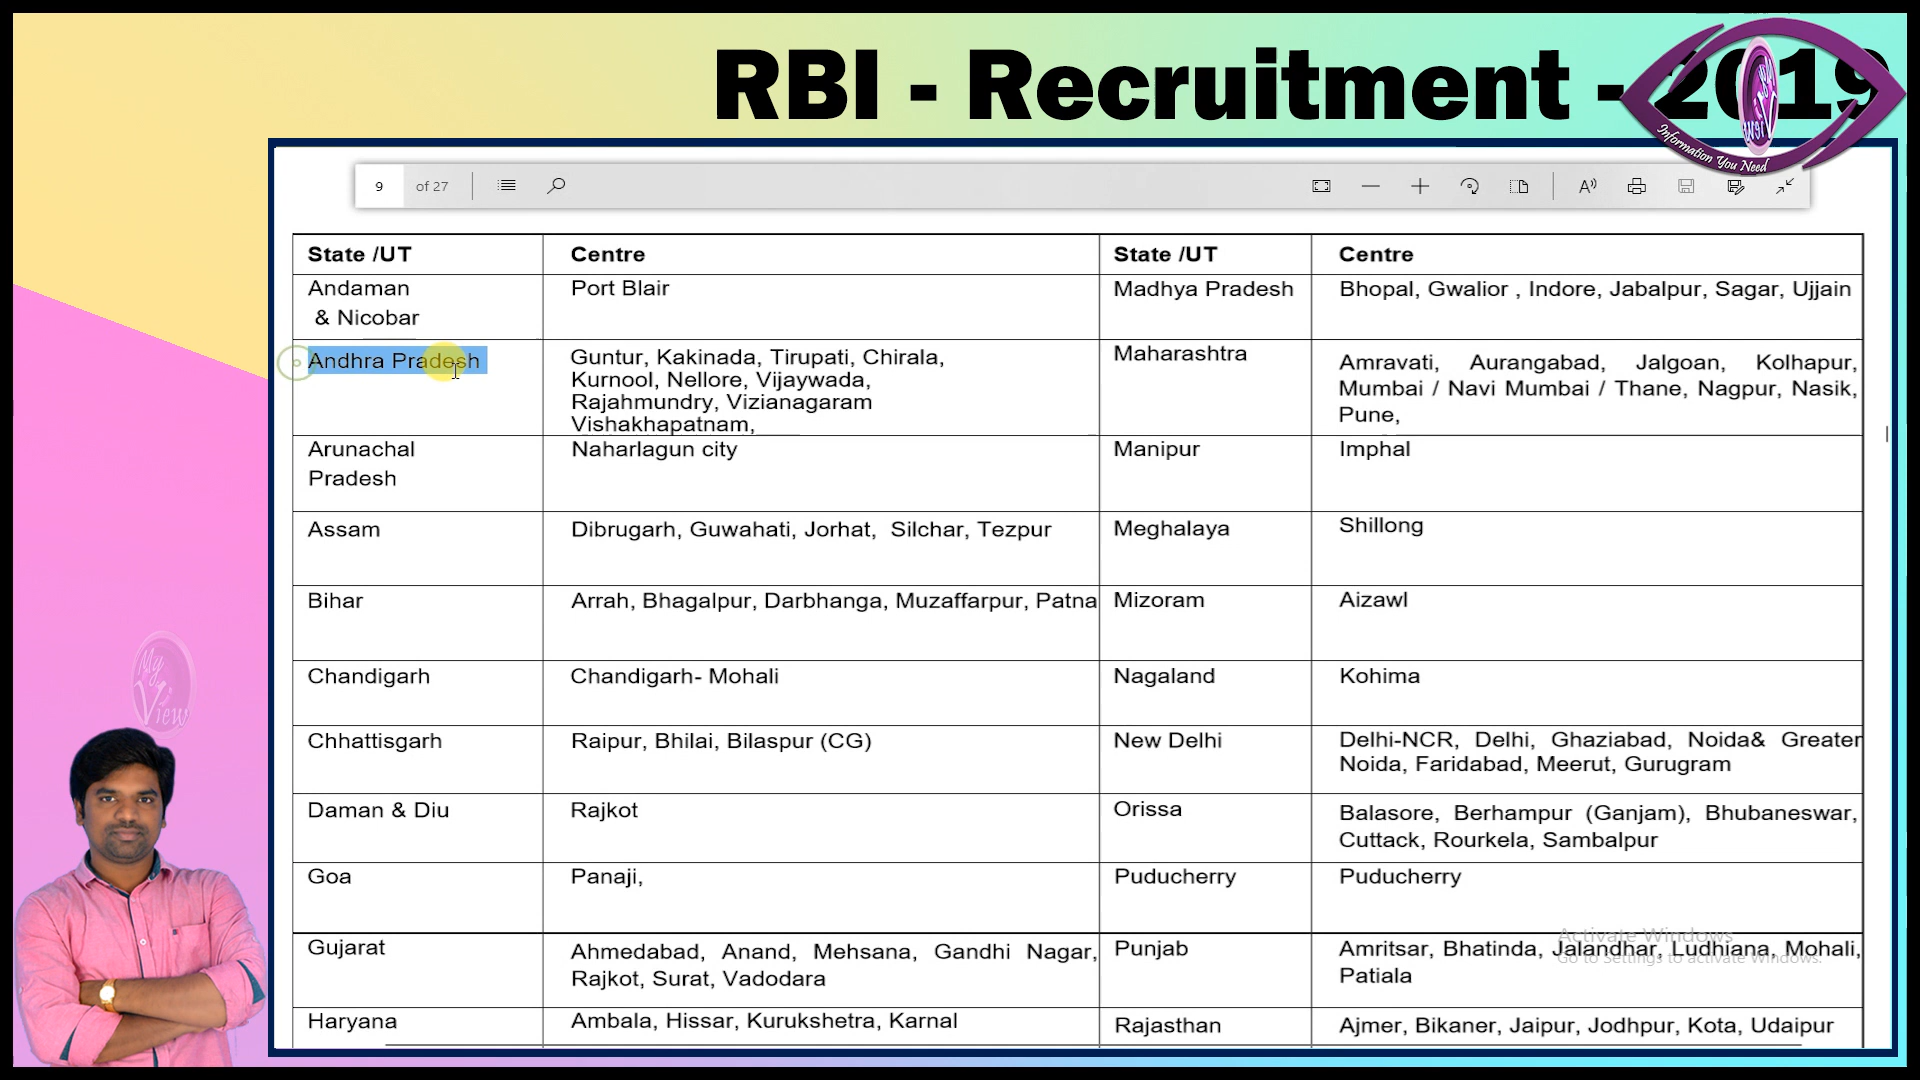 RBI - Recruitment - 2019
Information You Need
9 of 27
State /UT Centre State /UT Centre
Andaman Port Blair Madhya Pradesh Bhopal, Gwalior , Indore, Jabalpur, Sagar, Ujjain
& Nicobar
Andhra Pradesh Guntur, Kakinada, Tirupati, Chirala, Maharashtra Amravati, Aurangabad, Jalgoan, Kolhapur,
Kurnool, Nellore, Vijaywada, Mumbai / Navi Mumbai / Thane, Nagpur, Nasik,
Rajahmundry, Vizianagaram Pune,
Vishakhapatnam,
Arunachal Naharlagun city Manipur Imphal
Pradesh
Assam Dibrugarh, Guwahati, Jorhat, Silchar, Tezpur Meghalaya Shillong
Bihar Arrah, Bhagalpur, Darbhanga, Muzaffarpur, Patna Mizoram Aizawl
Chandigarh Chandigarh- Mohali Nagaland Kohima
Chhattisgarh Raipur, Bhilai, Bilaspur (CG) New Delhi Delhi-NCR, Delhi, Ghaziabad, Noida& Greater
Noida, Faridabad, Meerut, Gurugram
Daman & Diu Rajkot Orissa Balasore, Berhampur (Ganjam), Bhubaneswar,
Cuttack, Rourkela, Sambalpur
Goa Panaji, Puducherry Puducherry
Gujarat Ahmedabad, Anand, Mehsana, Gandhi Nagar, Punjab Amritsar, Bhatinda, Jalandhar, Ludhiana, Mohali,
Rajkot, Surat, Vadodara Patiala
Haryana Ambala, Hissar, Kurukshetra, Karnal Rajasthan Ajmer, Bikaner, Jaipur, Jodhpur, Kota, Udaipur
Activate Windows
Go to Settings to activate Windows.
My
View